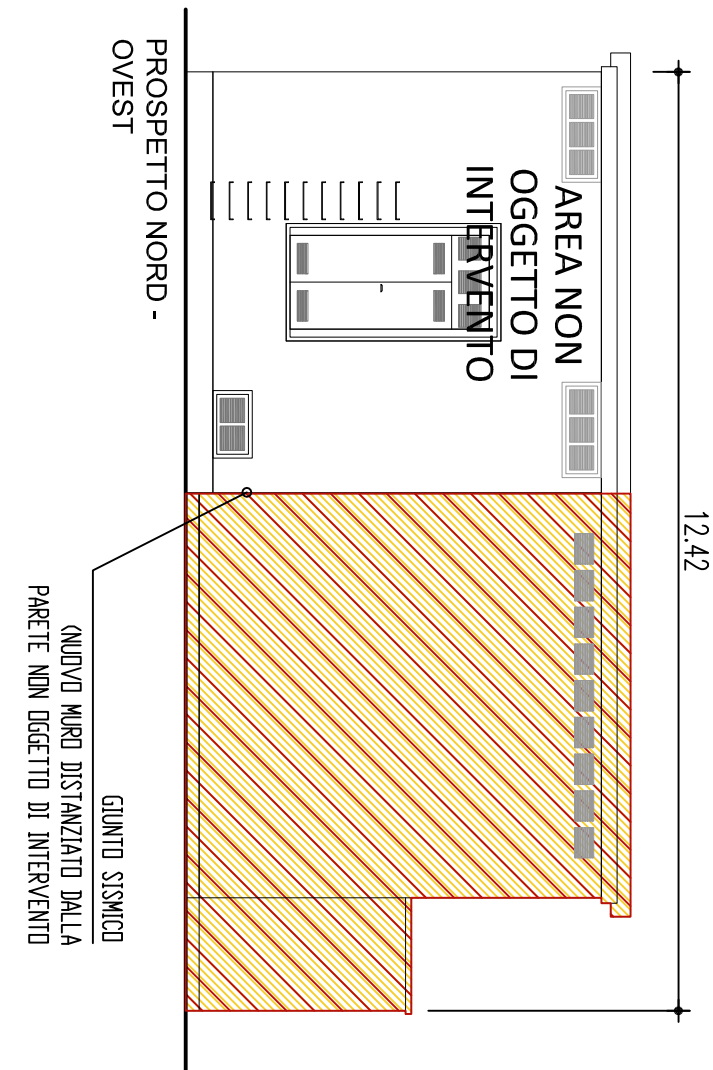 12.42
AREA NON
OGGETTO DI
INTERVENTO
PROSPETTO NORD -
OVEST
GIUNTO SISMICO
(NUOVO MURO DISTANZIATO DALLA
PARETE NON OGGETTO DI INTERVENTO